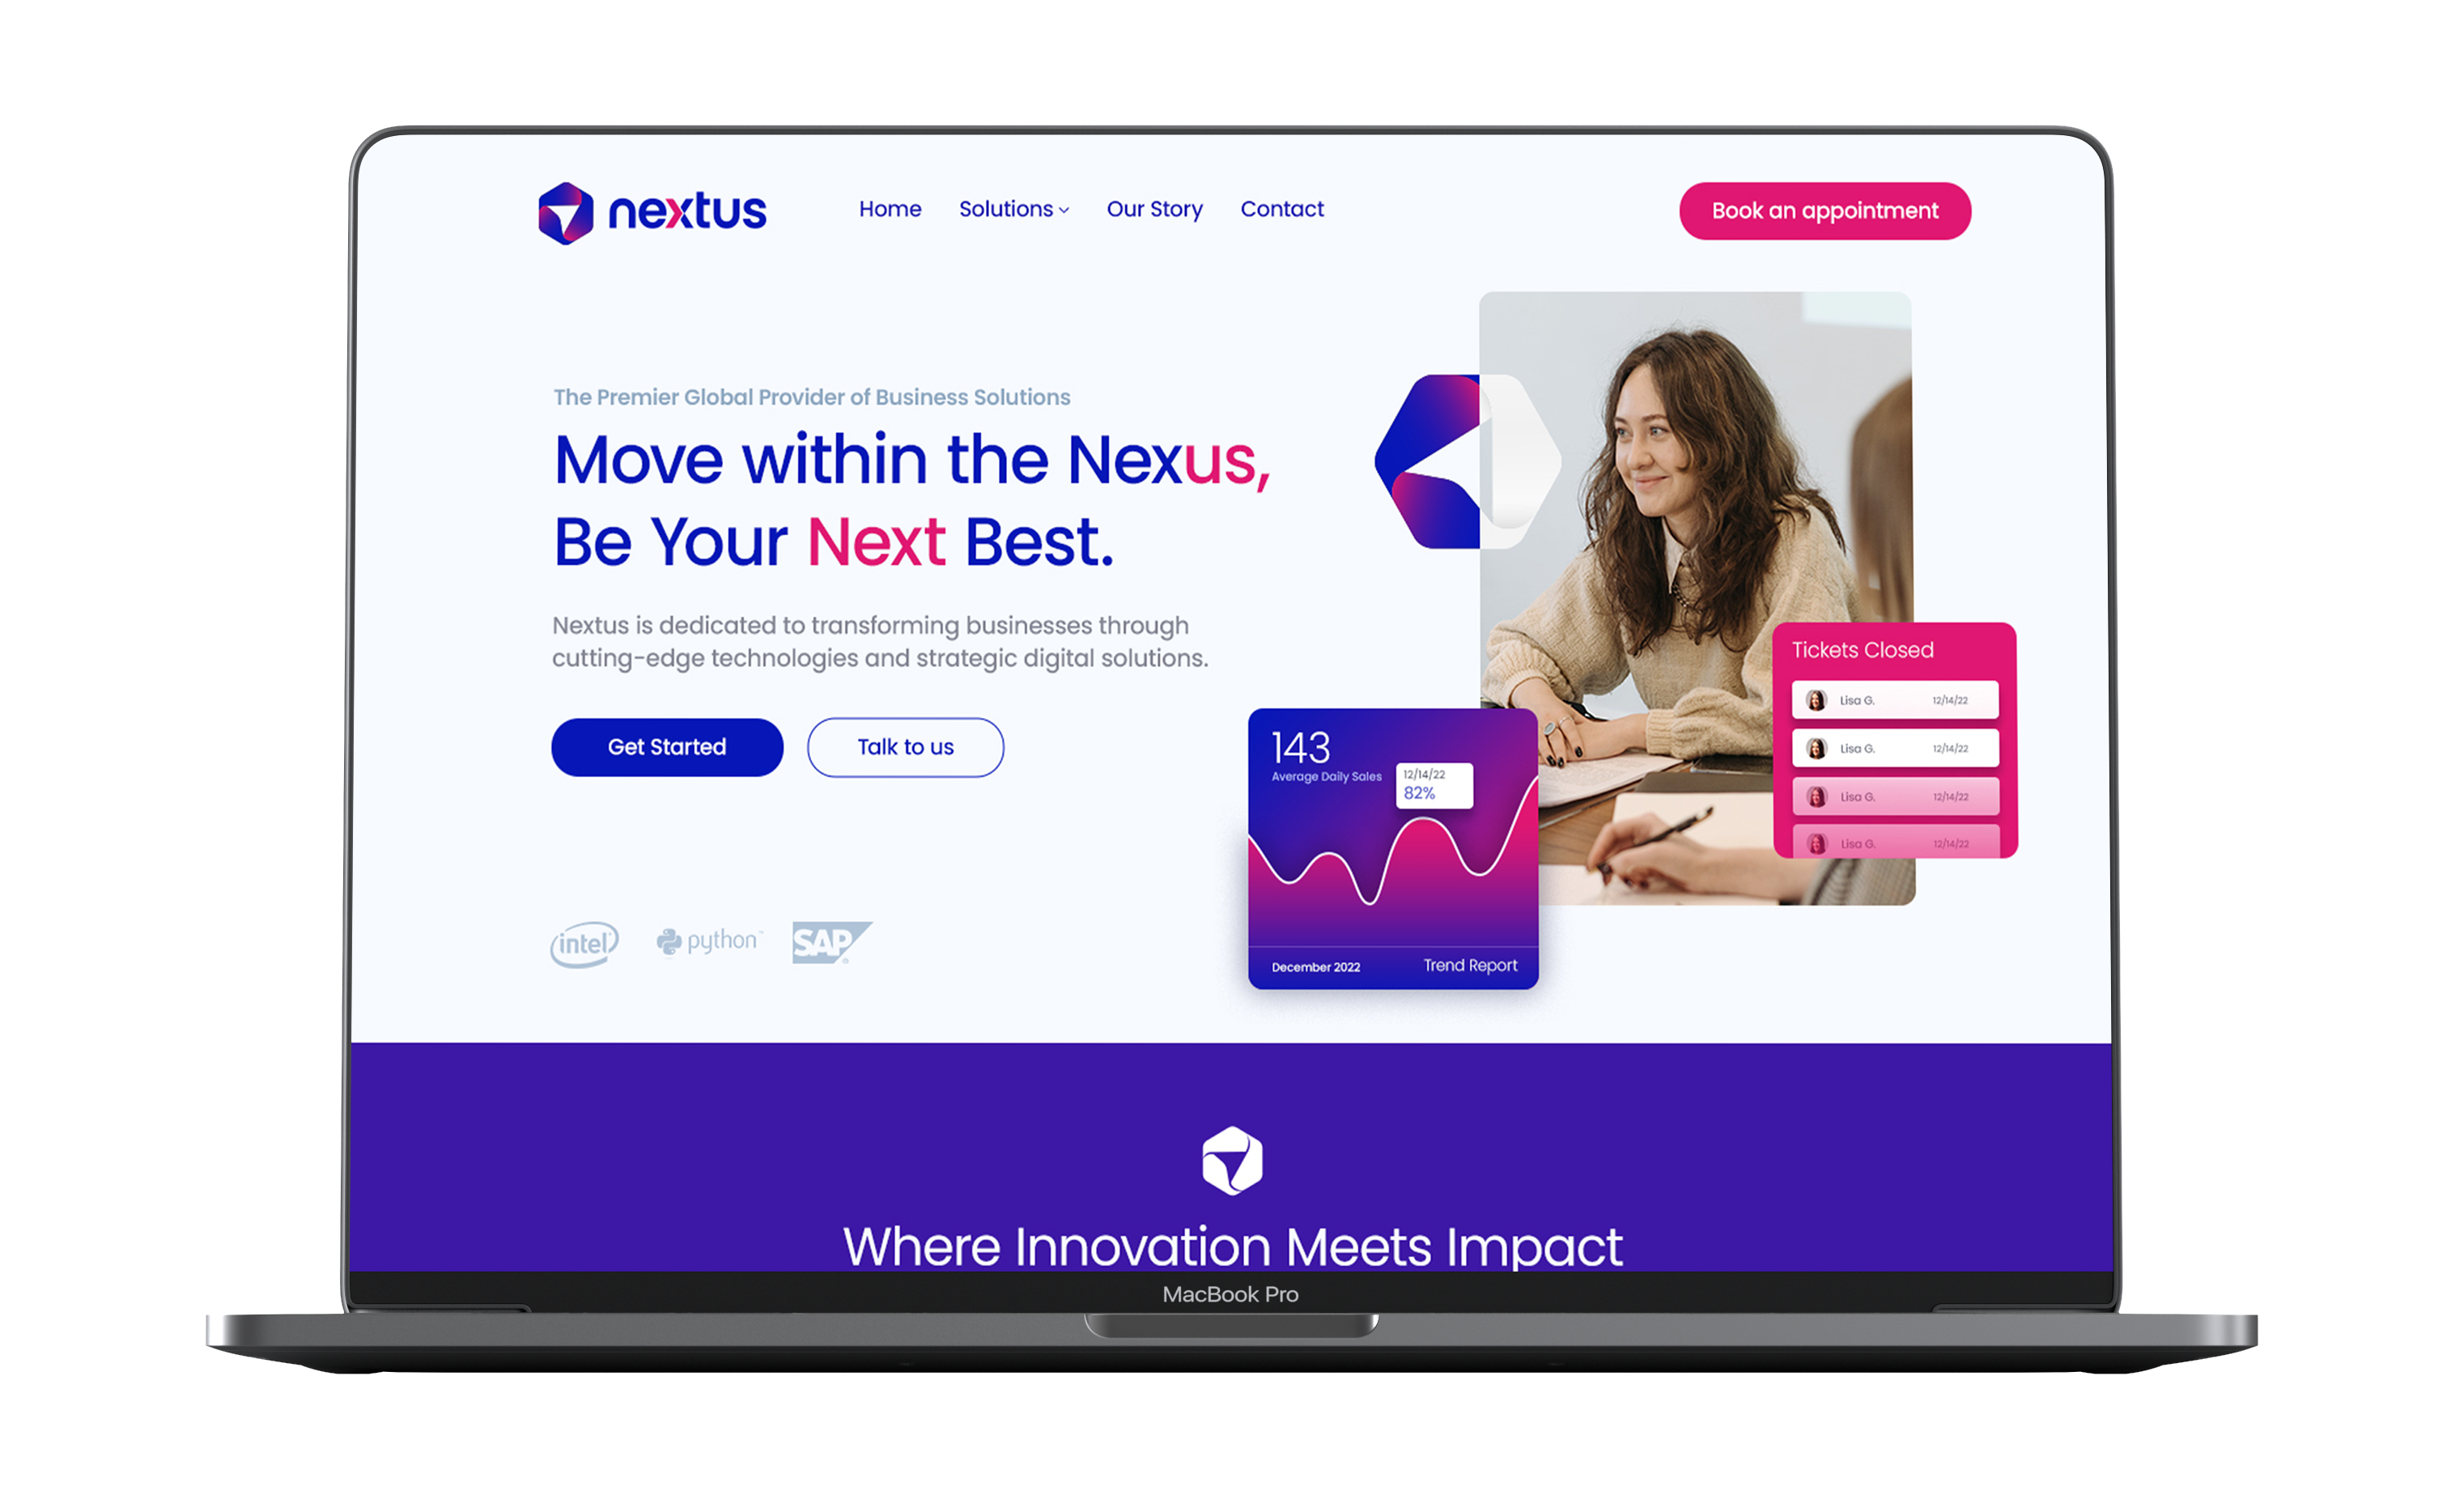 nextus
Home
Solutions
Our Story
Contact
Book an appointment
The Premier Global Provider of Business Solutions
Move within the Nexus,
Be Your Next Best.
Nextus is dedicated to transforming businesses through
cutting-edge technologies and strategic digital solutions.
Get Started
Talk to us
intel
python™
SAP®
143
Average Daily Sales
12/14/22
82%
December 2022
Trend Report
Tickets Closed
Lisa G. 12/14/22
Lisa G. 12/14/22
Lisa G. 12/14/22
Lisa G. 12/14/22
Where Innovation Meets Impact
MacBook Pro